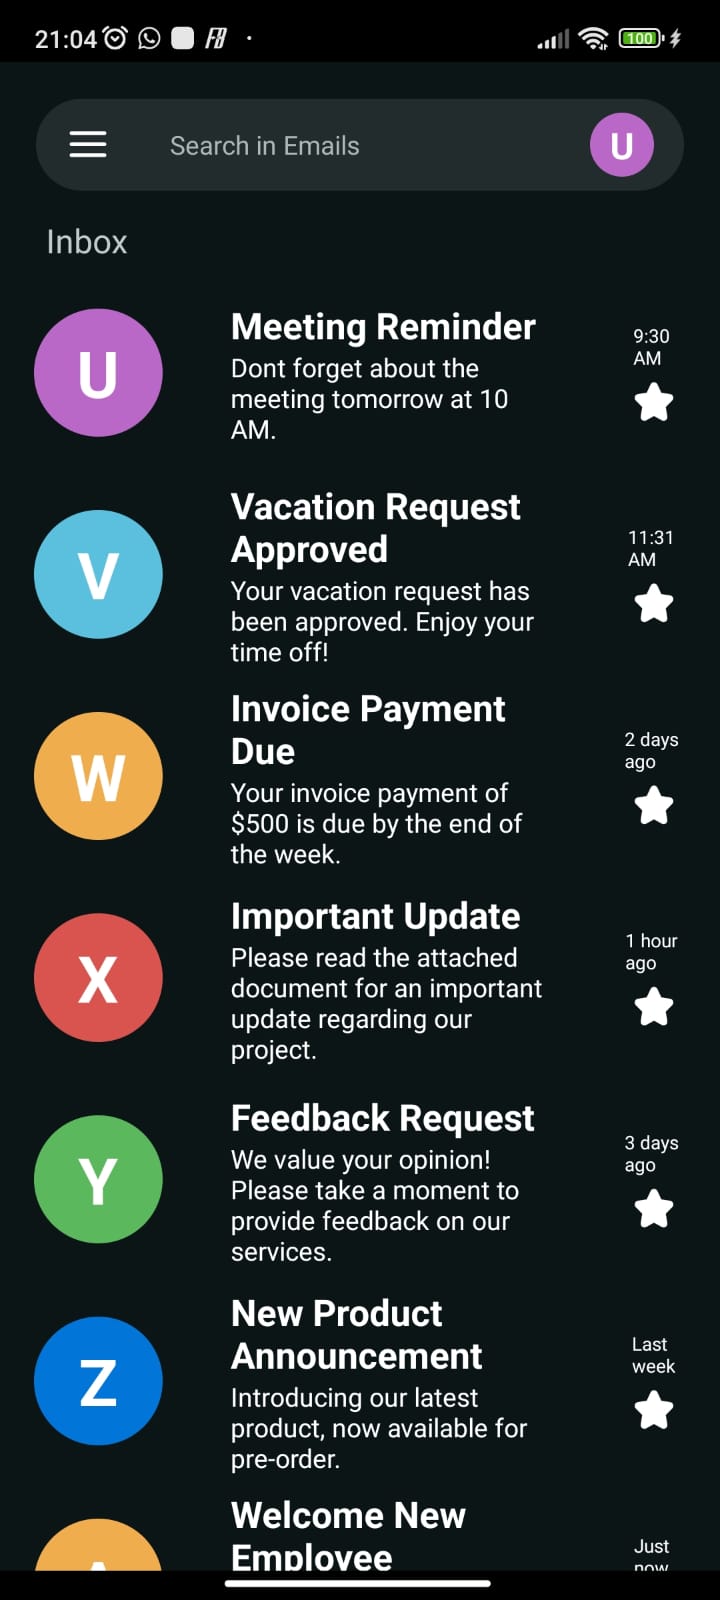 21:04
100
Search in Emails
U
Inbox
U
Meeting Reminder
Dont forget about the
meeting tomorrow at 10
AM.
9:30
AM
V
Vacation Request
Approved
Your vacation request has
been approved. Enjoy your
time off!
11:31
AM
W
Invoice Payment
Due
Your invoice payment of
$500 is due by the end of
the week.
2 days
ago
X
Important Update
Please read the attached
document for an important
update regarding our
project.
1 hour
ago
Y
Feedback Request
We value your opinion!
Please take a moment to
provide feedback on our
services.
3 days
ago
Z
New Product
Announcement
Introducing our latest
product, now available for
pre-order.
Last
week
Welcome New
Employee
Just
now